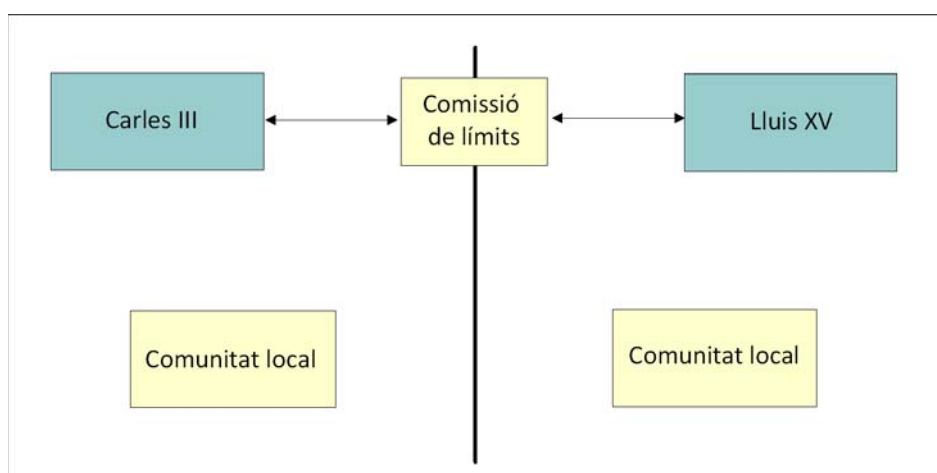 Carles III
Comissió
de límits
Lluis XV
Comunitat local
Comunitat local